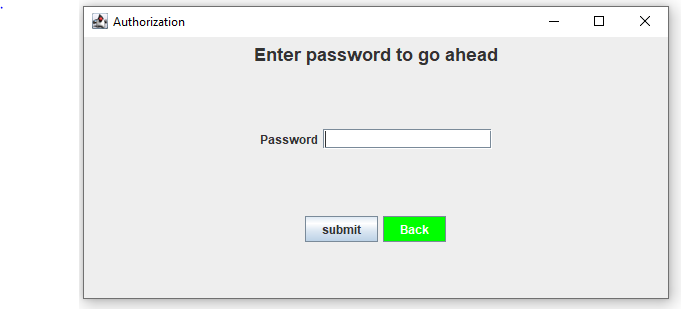 .
Authorization
Enter password to go ahead
Password
submit Back